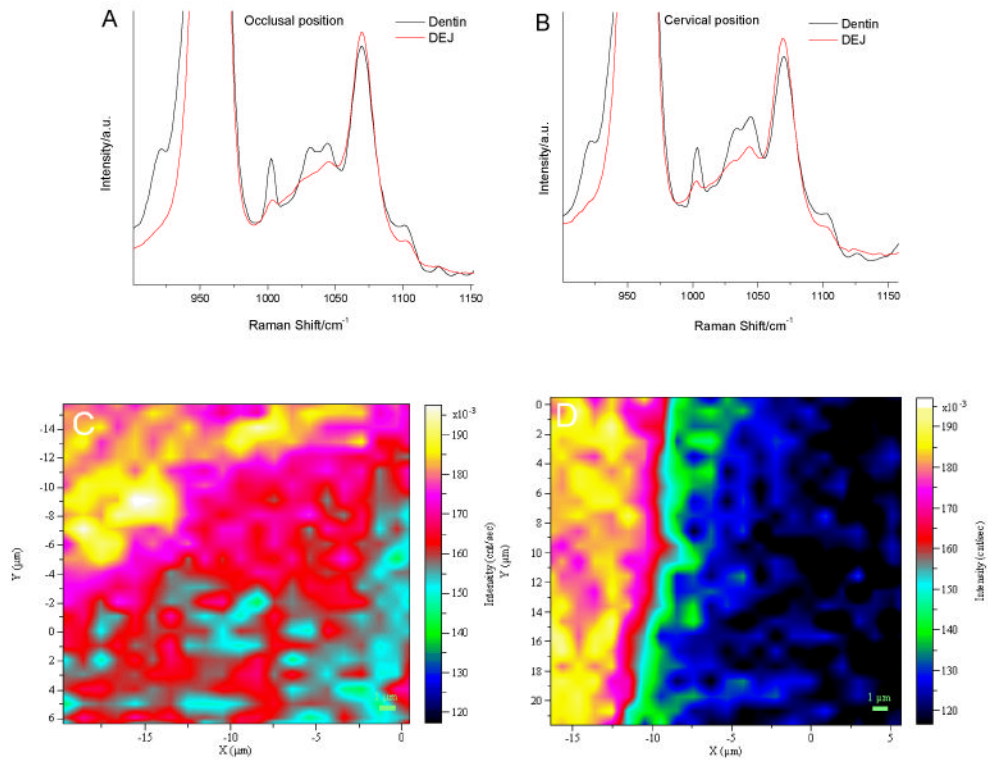 A
Occlusal position
Dentin
DEJ
Intensity/a.u.
950
1000
1050
1100
1150
Raman Shift/cm⁻¹
B
Cervical position
Dentin
DEJ
Intensity/a.u.
950
1000
1050
1100
1150
Raman Shift/cm⁻¹
C
-14
-12
-10
-8
-6
-4
-2
0
2
4
6
Y (µm)
-15
-10
-5
0
X (µm)
1 µm
x10⁻³
190
180
170
160
150
140
130
120
Intensity (cnt/sec)
D
0
2
4
6
8
10
12
14
16
18
20
Y (µm)
-15
-10
-5
0
5
X (µm)
1 µm
x10⁻³
190
180
170
160
150
140
130
120
Intensity (cnt/sec)